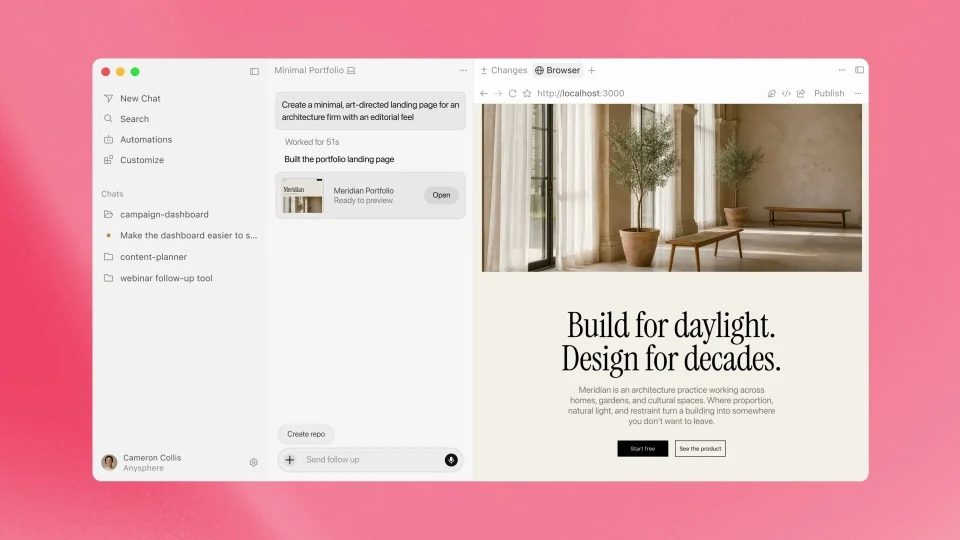 New Chat
Search
Automations
Customize
Chats
campaign-dashboard
Make the dashboard easier to s...
content-planner
webinar follow-up tool
Cameron Collis
Anysphere
Minimal Portfolio
Create a minimal, art-directed landing page for an
architecture firm with an editorial feel
Worked for 51s
Built the portfolio landing page
Meridian
Meridian Portfolio
Ready to preview.
Open
Create repo
Send follow up
Changes
Browser
http://localhost:3000
Publish
Build for daylight.
Design for decades.
Meridian is an architecture practice working across
homes, gardens, and cultural spaces. Where proportion,
natural light, and restraint turn a building into somewhere
you don't want to leave.
Start free
See the product